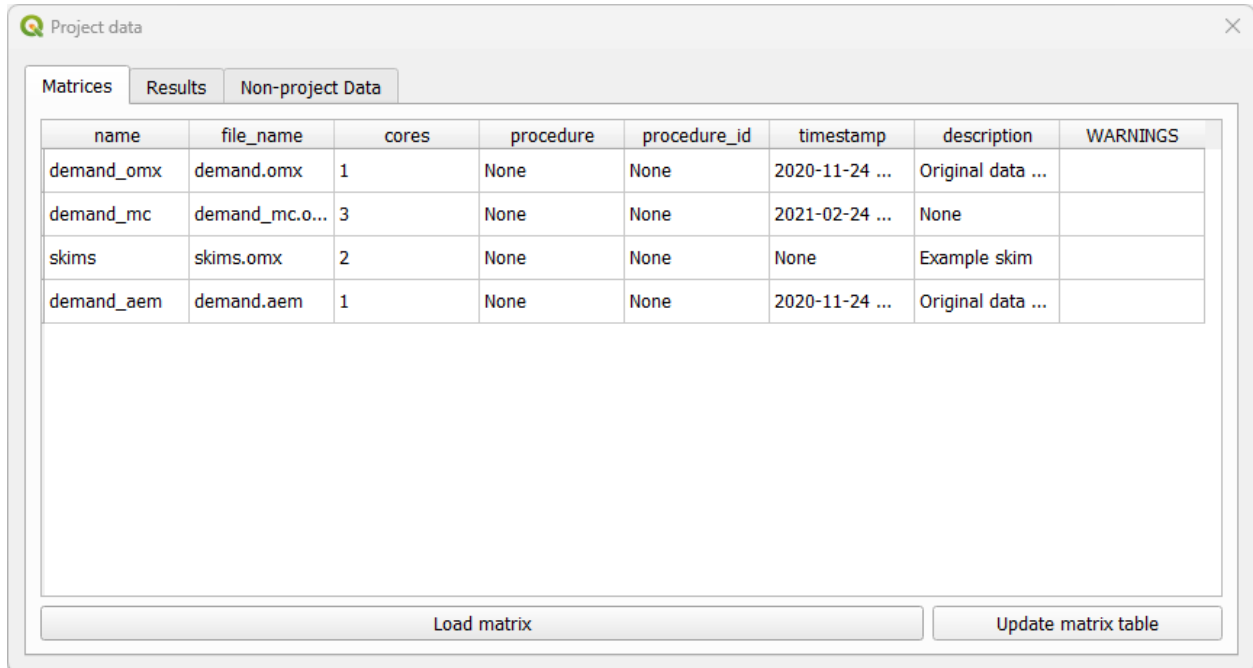 Project data
Matrices Results Non-project Data
name file_name cores procedure procedure_id timestamp description WARNINGS
demand_omx demand.omx 1 None None 2020-11-24 ... Original data ...
demand_mc demand_mc.o... 3 None None 2021-02-24 ... None
skims skims.omx 2 None None None Example skim
demand_aem demand.aem 1 None None 2020-11-24 ... Original data ...
Load matrix Update matrix table